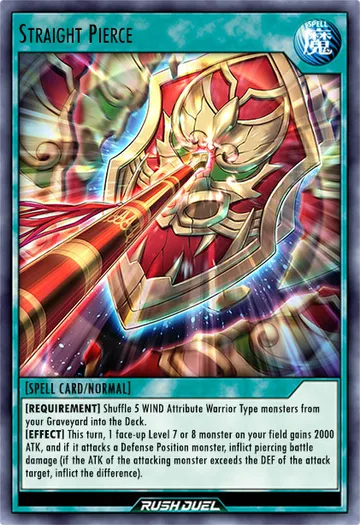 Straight Pierce
SPELL
魔
[SPELL CARD/NORMAL]
[REQUIREMENT] Shuffle 5 WIND Attribute Warrior Type monsters from
your Graveyard into the Deck.
[EFFECT] This turn, 1 face-up Level 7 or 8 monster on your field gains 2000
ATK, and if it attacks a Defense Position monster, inflict piercing battle
damage (if the ATK of the attacking monster exceeds the DEF of the attack
target, inflict the difference).
RUSH DUEL